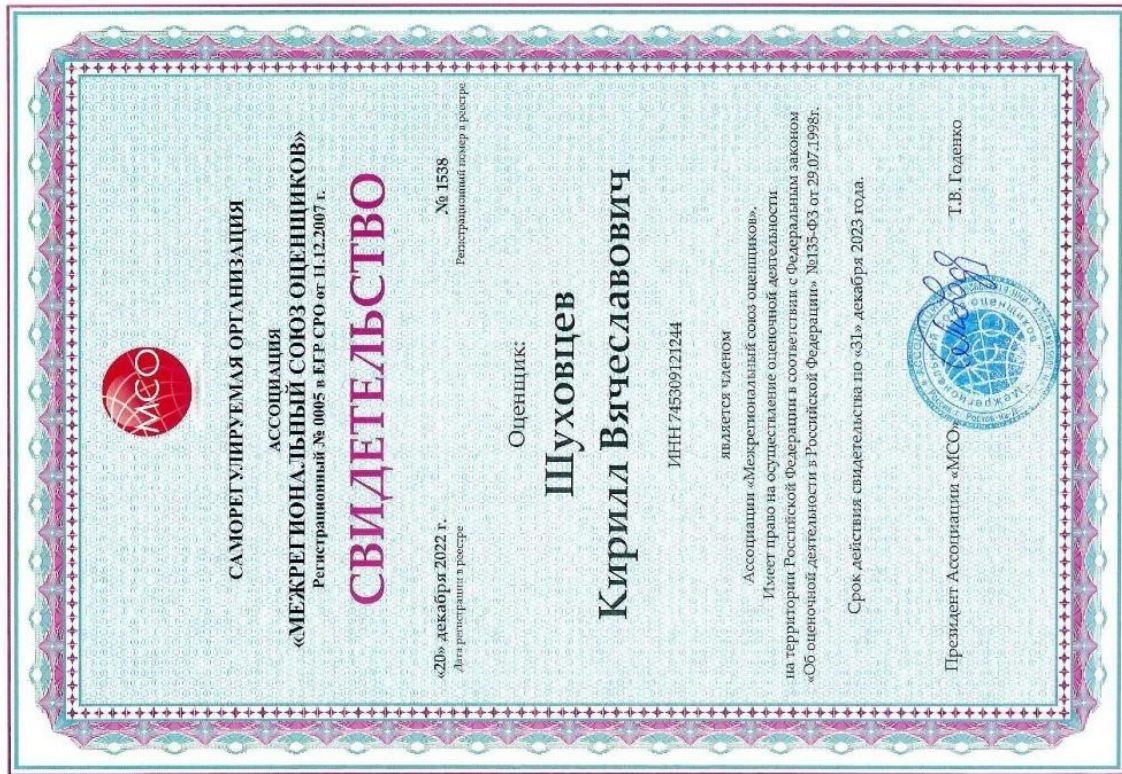 МСО
САМОРЕГУЛИРУЕМАЯ ОРГАНИЗАЦИЯ
АССОЦИАЦИЯ
«МЕЖРЕГИОНАЛЬНЫЙ СОЮЗ ОЦЕНЩИКОВ»
Регистрационный № 0005 в ЕГР СРО от 11.12.2007 г.
СВИДЕТЕЛЬСТВО
«20» декабря 2022 г. № 1538
Дата регистрации в реестре Регистрационный номер в реестре
Оценщик:
Шуховцев
Кирилл Вячеславович
ИНН 745309121244
является членом
Ассоциации «Межрегиональный союз оценщиков».
Имеет право на осуществление оценочной деятельности
на территории Российской Федерации в соответствии с Федеральным законом
«Об оценочной деятельности в Российской Федерации» №135-ФЗ от 29.07.1998г.
Срок действия свидетельства по «31» декабря 2023 года.
Президент Ассоциации «МСО» Т.В. Годенко